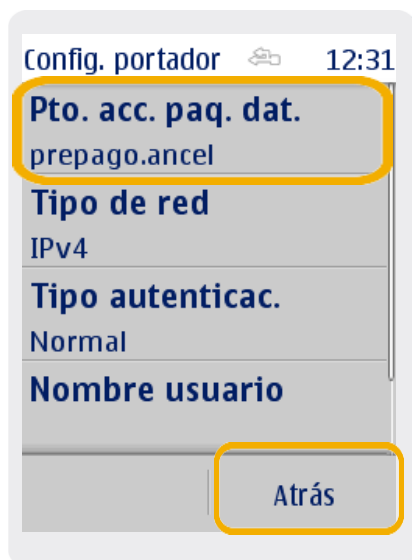 Config. portador 12:31
Pto. acc. paq. dat.
prepago.ancel
Tipo de red
IPv4
Tipo autenticac.
Normal
Nombre usuario
Atrás